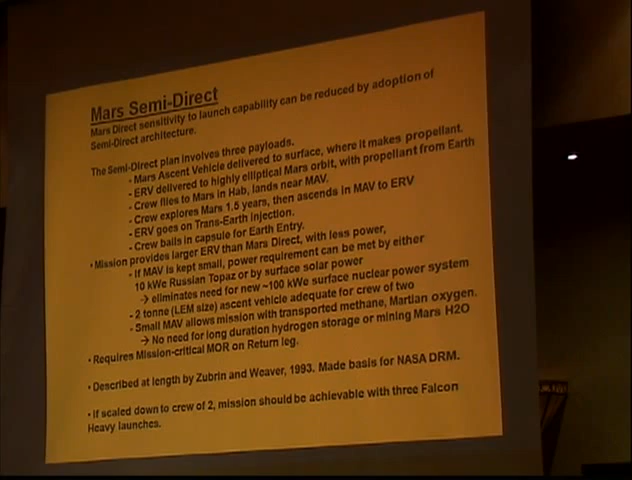 Mars Semi-Direct
Mars Direct sensitivity to launch capability can be reduced by adoption of
Semi-Direct architecture.
The Semi-Direct plan involves three payloads.
- Mars Ascent Vehicle delivered to surface, where it makes propellant.
- ERV delivered to highly elliptical Mars orbit, with propellant from Earth
- Crew flies to Mars in Hab, lands near MAV.
- Crew explores Mars 1.5 years, then ascends in MAV to ERV
- ERV goes on Trans-Earth Injection.
- Crew bails in capsule for Earth Entry.
• Mission provides larger ERV than Mars Direct, with less power,
- If MAV is kept small, power requirement can be met by either
10 kWe Russian Topaz or by surface solar power
→ eliminates need for new ~100 kWe surface nuclear power system
- 2 tonne (LEM size) ascent vehicle adequate for crew of two
- Small MAV allows mission with transported methane, Martian oxygen.
→ No need for long duration hydrogen storage or mining Mars H2O
• Requires Mission-critical MOR on Return leg.
• Described at length by Zubrin and Weaver, 1993. Made basis for NASA DRM.
• If scaled down to crew of 2, mission should be achievable with three Falcon
Heavy launches.